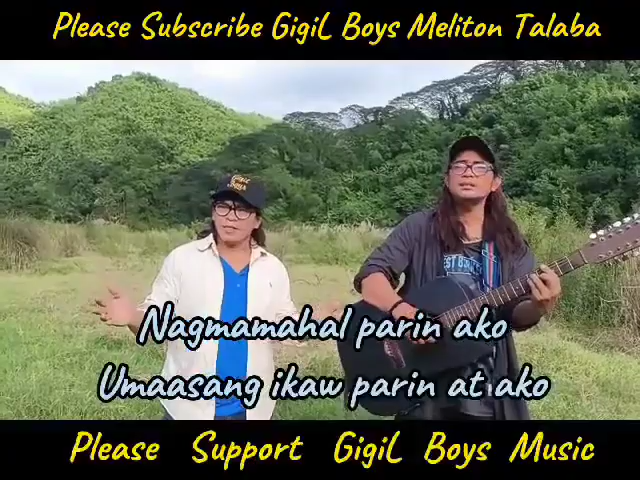 Please Subscribe GigiL Boys Meliton Talaba
GigiL
Nagmamahal parin ako
Umaasang ikaw parin at ako
Please Support GigiL Boys Music